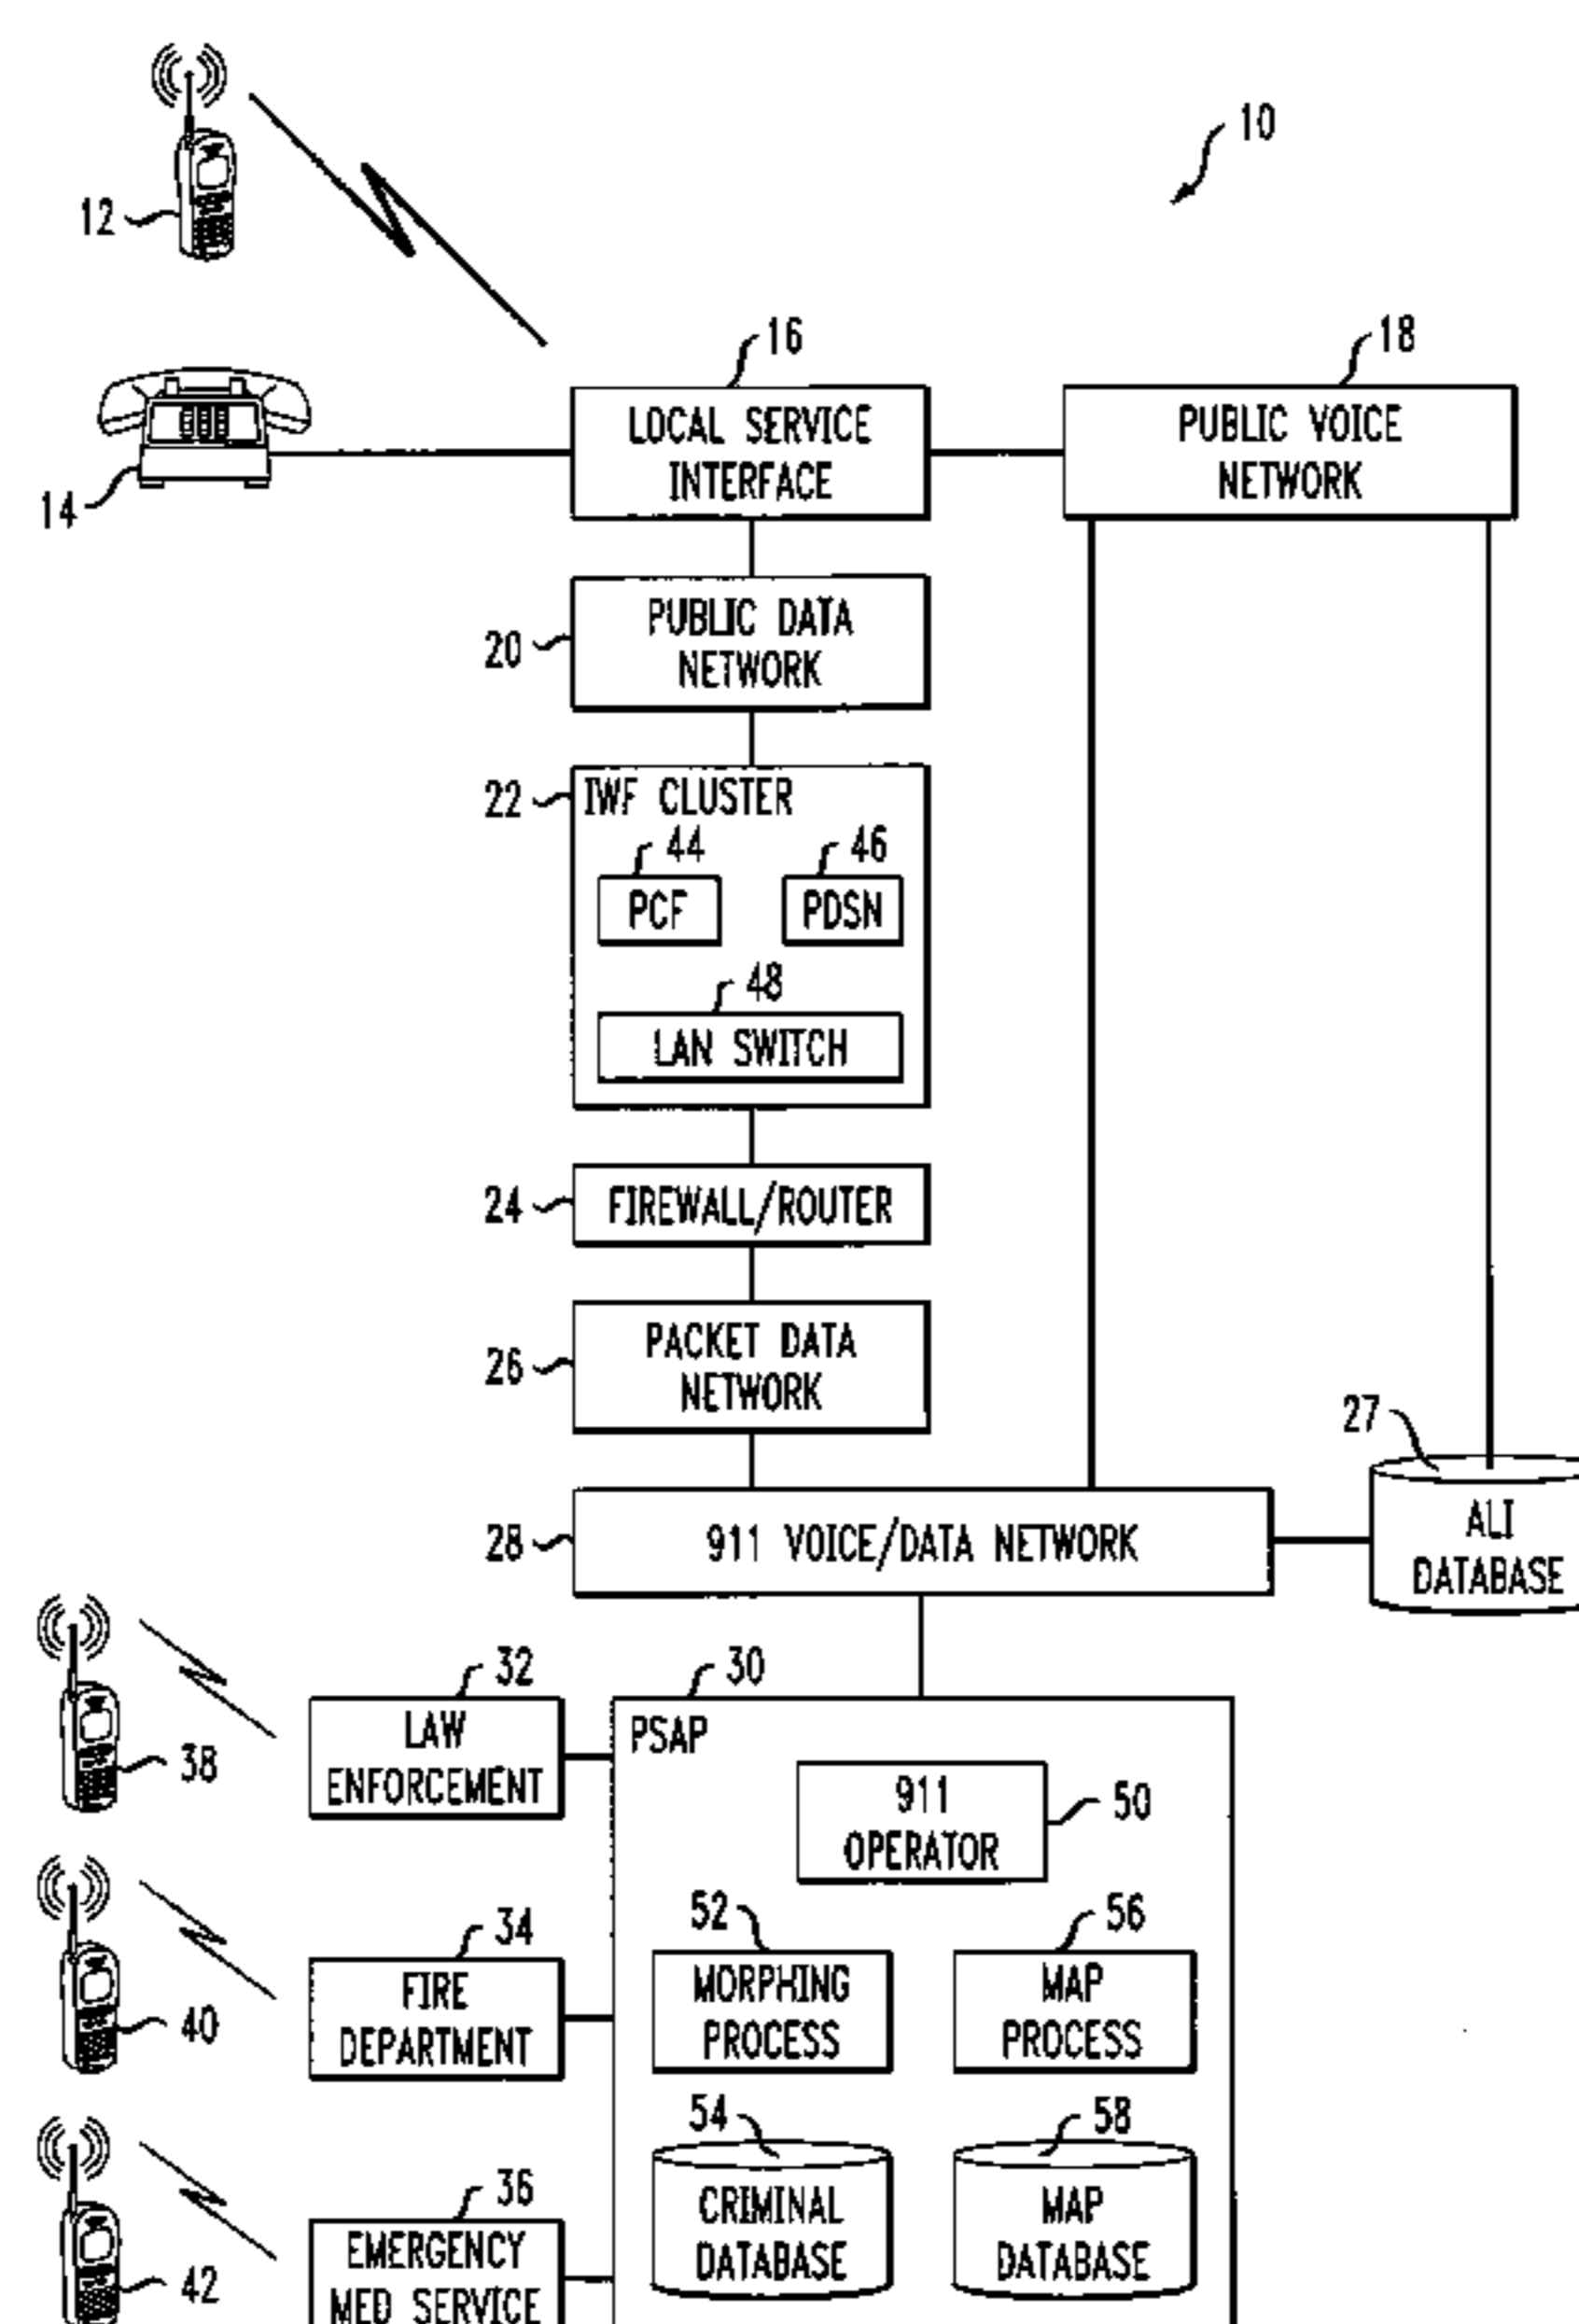 10
12
16
18
LOCAL SERVICE
INTERFACE
PUBLIC VOICE
NETWORK
14
20
PUBLIC DATA
NETWORK
22
IWF CLUSTER
44
46
PCF
PDSN
48
LAN SWITCH
24
FIREWALL/ROUTER
26
PACKET DATA
NETWORK
27
28
911 VOICE/DATA NETWORK
ALI
DATABASE
32
30
LAW
ENFORCEMENT
PSAP
38
911
OPERATOR
50
34
52
56
FIRE
DEPARTMENT
MORPHING
PROCESS
MAP
PROCESS
40
54
58
36
CRIMINAL
DATABASE
MAP
DATABASE
EMERGENCY
MED SERVICE
42